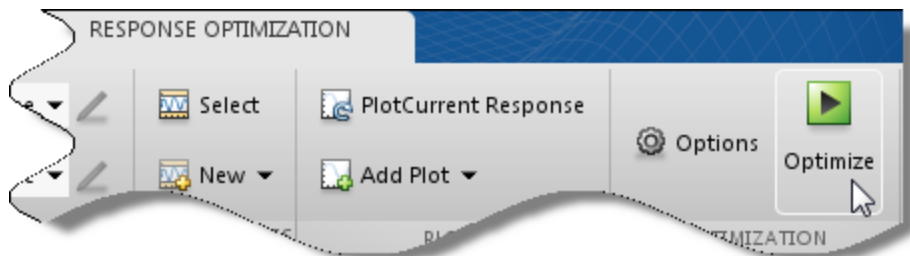 RESPONSE OPTIMIZATION
Select
PlotCurrent Response
Options
Optimize
New
Add Plot